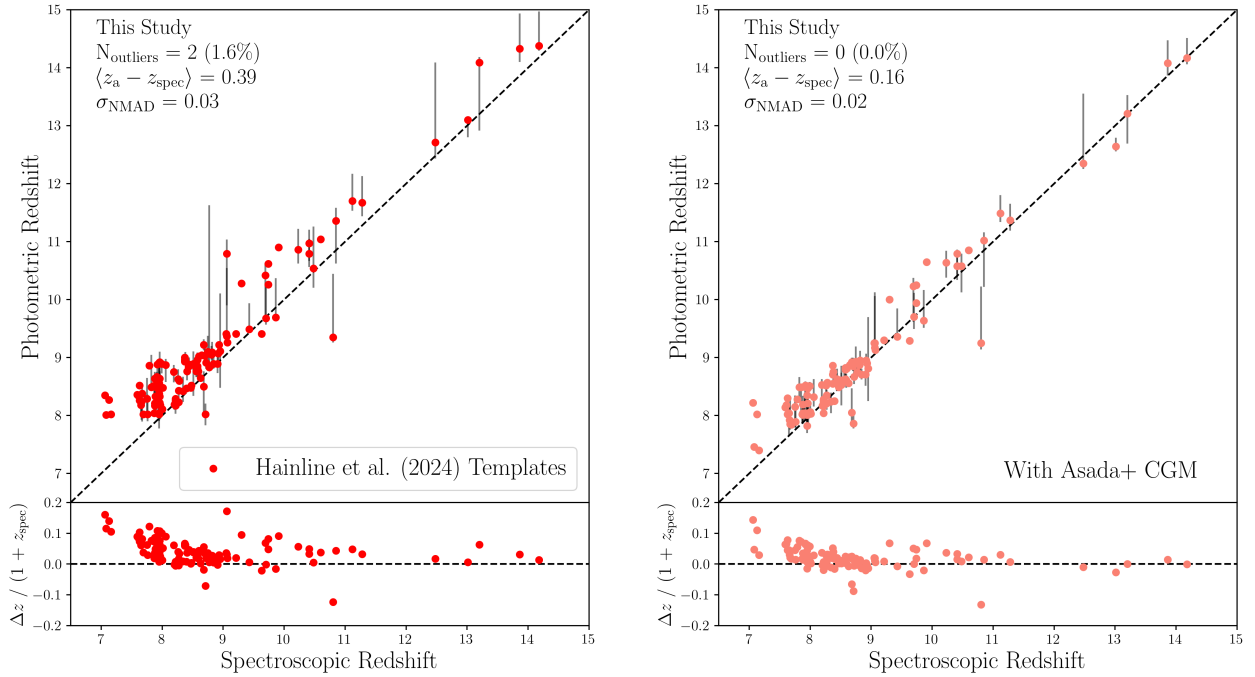 This Study
N_outliers = 2 (1.6%)
⟨z_a − z_spec⟩ = 0.39
σ_NMAD = 0.03
15
14
13
12
11
10
9
8
7
Photometric Redshift
Hainline et al. (2024) Templates
0.2
0.1
0.0
−0.1
−0.2
Δz / (1 + z_spec)
7 8 9 10 11 12 13 14 15
Spectroscopic Redshift
This Study
N_outliers = 0 (0.0%)
⟨z_a − z_spec⟩ = 0.16
σ_NMAD = 0.02
15
14
13
12
11
10
9
8
7
Photometric Redshift
With Asada+ CGM
0.2
0.1
0.0
−0.1
−0.2
Δz / (1 + z_spec)
7 8 9 10 11 12 13 14 15
Spectroscopic Redshift